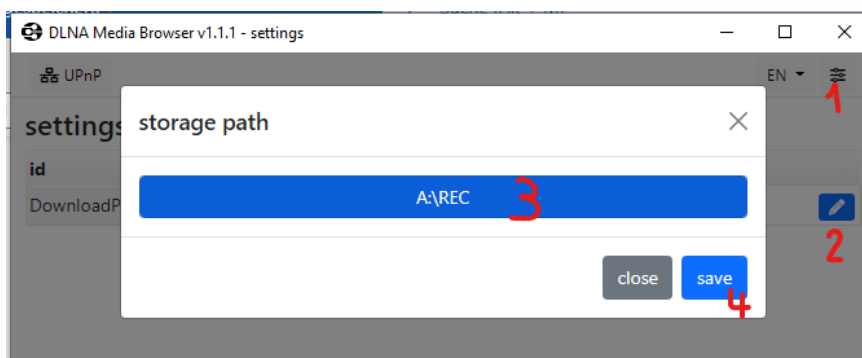 DLNA Media Browser v1.1.1 - settings
UPnP
EN
1
settings
storage path
id
A:\REC
3
DownloadP
2
close
save
4